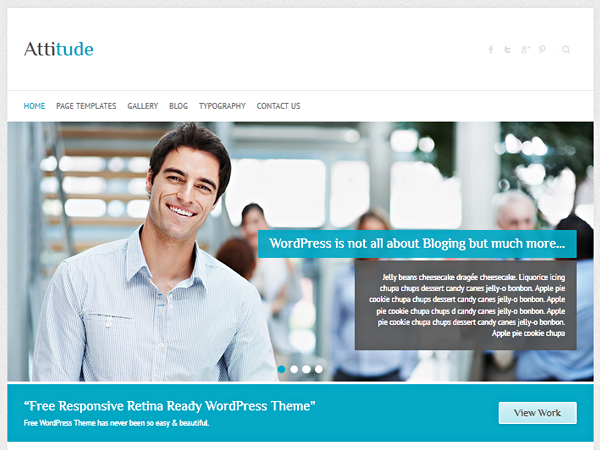 Attitude
HOME PAGE TEMPLATES GALLERY BLOG TYPOGRAPHY CONTACT US
WordPress is not all about Bloging but much more...
Jelly beans cheesecake dragée cheesecake. Liquorice icing
chupa chups dessert candy canes jelly-o bonbon. Apple pie
cookie chupa chups dessert candy canes jelly-o bonbon. Apple
pie cookie chupa chups d candy canes jelly-o bonbon. Apple
pie cookie chupa chups dessert candy canes jelly-o bonbon.
Apple pie cookie chupa
“Free Responsive Retina Ready WordPress Theme”
Free WordPress Theme has never been so easy & beautiful.
View Work